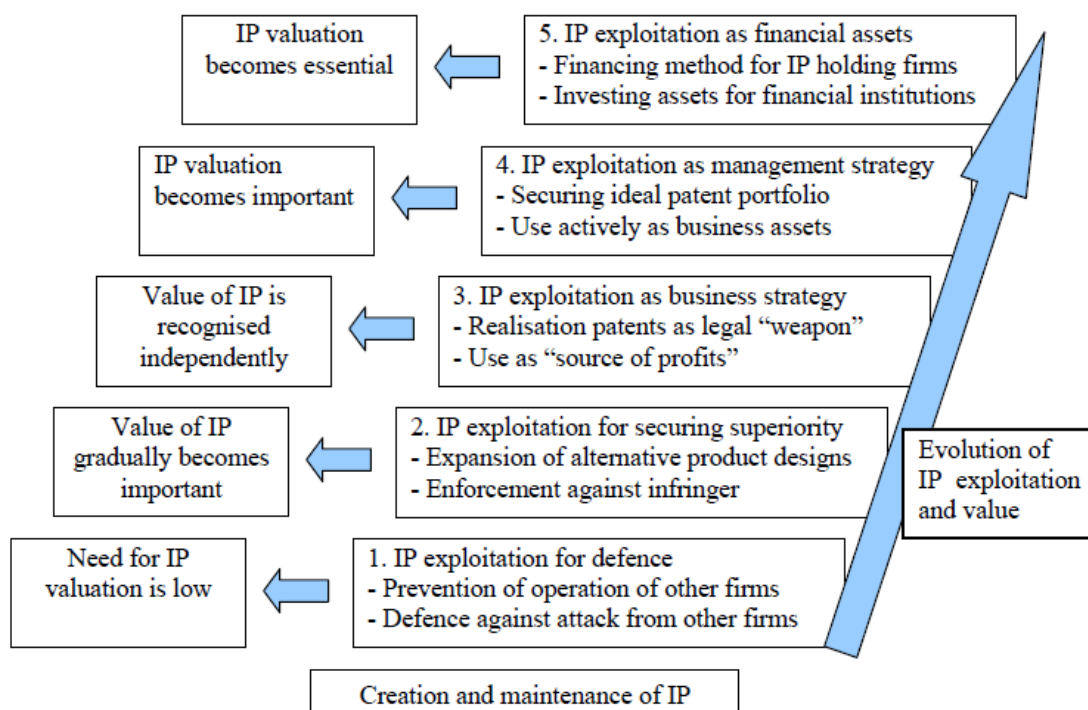 IP valuation
becomes essential
5. IP exploitation as financial assets
- Financing method for IP holding firms
- Investing assets for financial institutions
IP valuation
becomes important
4. IP exploitation as management strategy
- Securing ideal patent portfolio
- Use actively as business assets
Value of IP is
recognised
independently
3. IP exploitation as business strategy
- Realisation patents as legal “weapon”
- Use as “source of profits”
Value of IP
gradually becomes
important
2. IP exploitation for securing superiority
- Expansion of alternative product designs
- Enforcement against infringer
Evolution of
IP exploitation
and value
Need for IP
valuation is low
1. IP exploitation for defence
- Prevention of operation of other firms
- Defence against attack from other firms
Creation and maintenance of IP